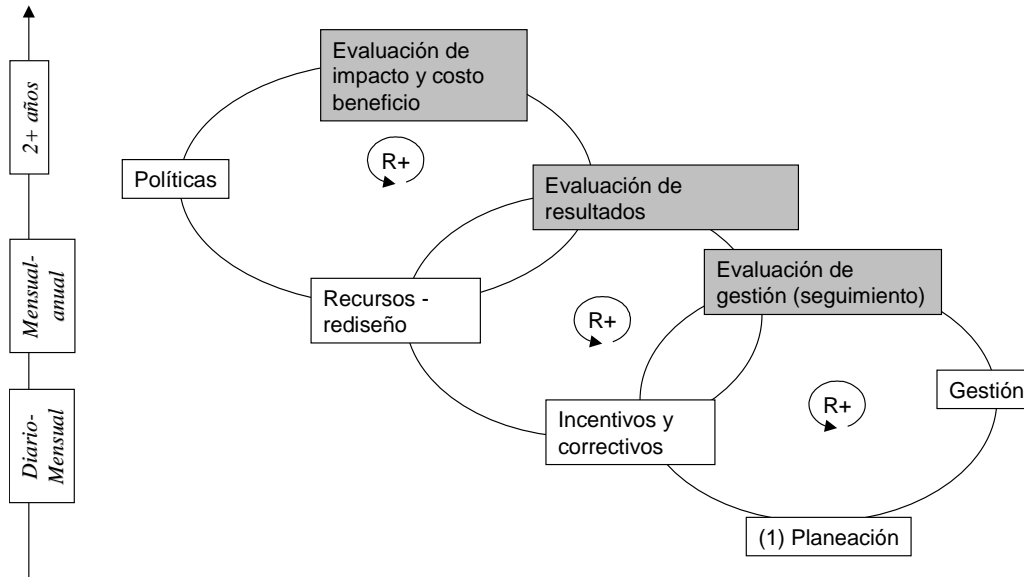 Evaluación de
impacto y costo
beneficio
2+ años
R+
Políticas
Evaluación de
resultados
Mensual-
anual
Recursos -
rediseño
Evaluación de
gestión (seguimiento)
R+
Diario-
Mensual
Gestión
R+
Incentivos y
correctivos
(1) Planeación